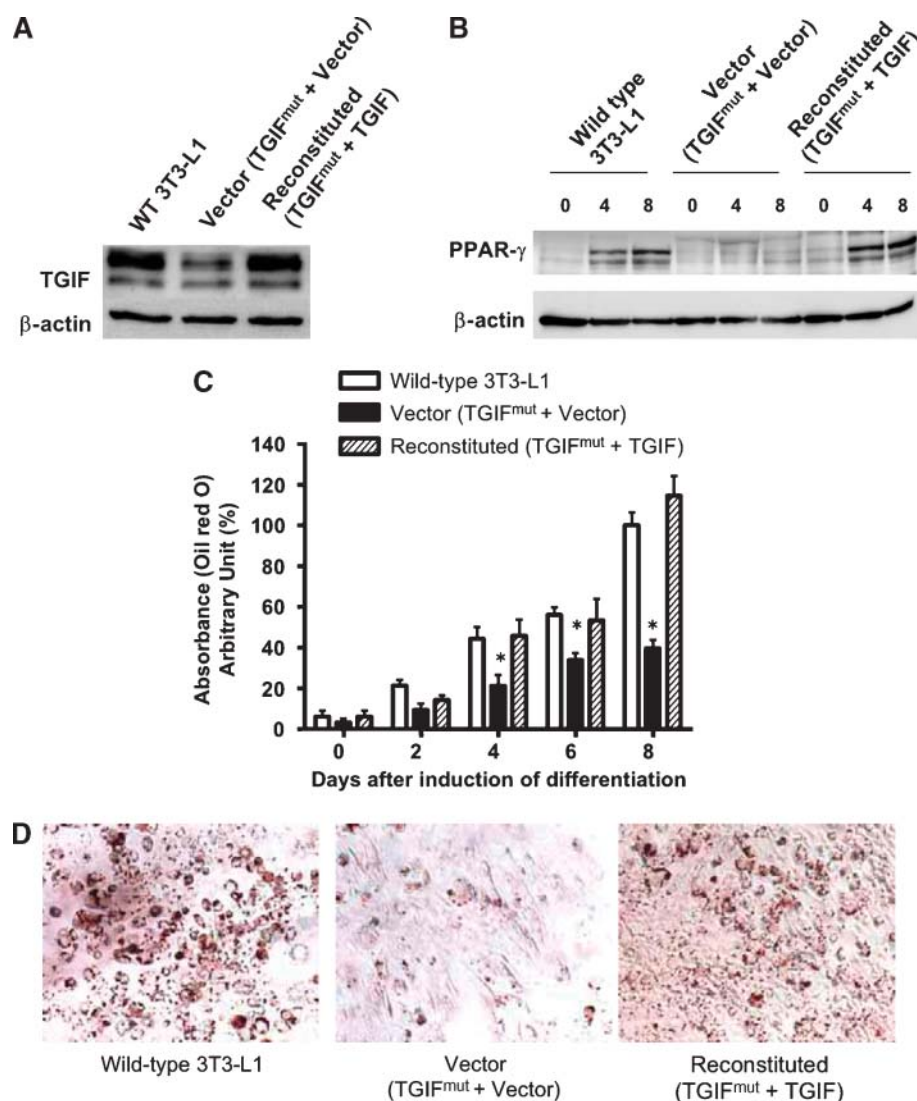 A
WT 3T3-L1
Vector (TGIFmut + Vector)
Reconstituted
(TGIFmut + TGIF)
TGIF
β-actin
B
Wild type
3T3-L1
Vector
(TGIFmut + Vector)
Reconstituted
(TGIFmut + TGIF)
0 4 8 0 4 8 0 4 8
PPAR-γ
β-actin
C
Wild-type 3T3-L1
Vector (TGIFmut + Vector)
Reconstituted (TGIFmut + TGIF)
Absorbance (Oil red O)
Arbitrary Unit (%)
140
120
100
80
60
40
20
0
* * *
0 2 4 6 8
Days after induction of differentiation
D
Wild-type 3T3-L1
Vector
(TGIFmut + Vector)
Reconstituted
(TGIFmut + TGIF)